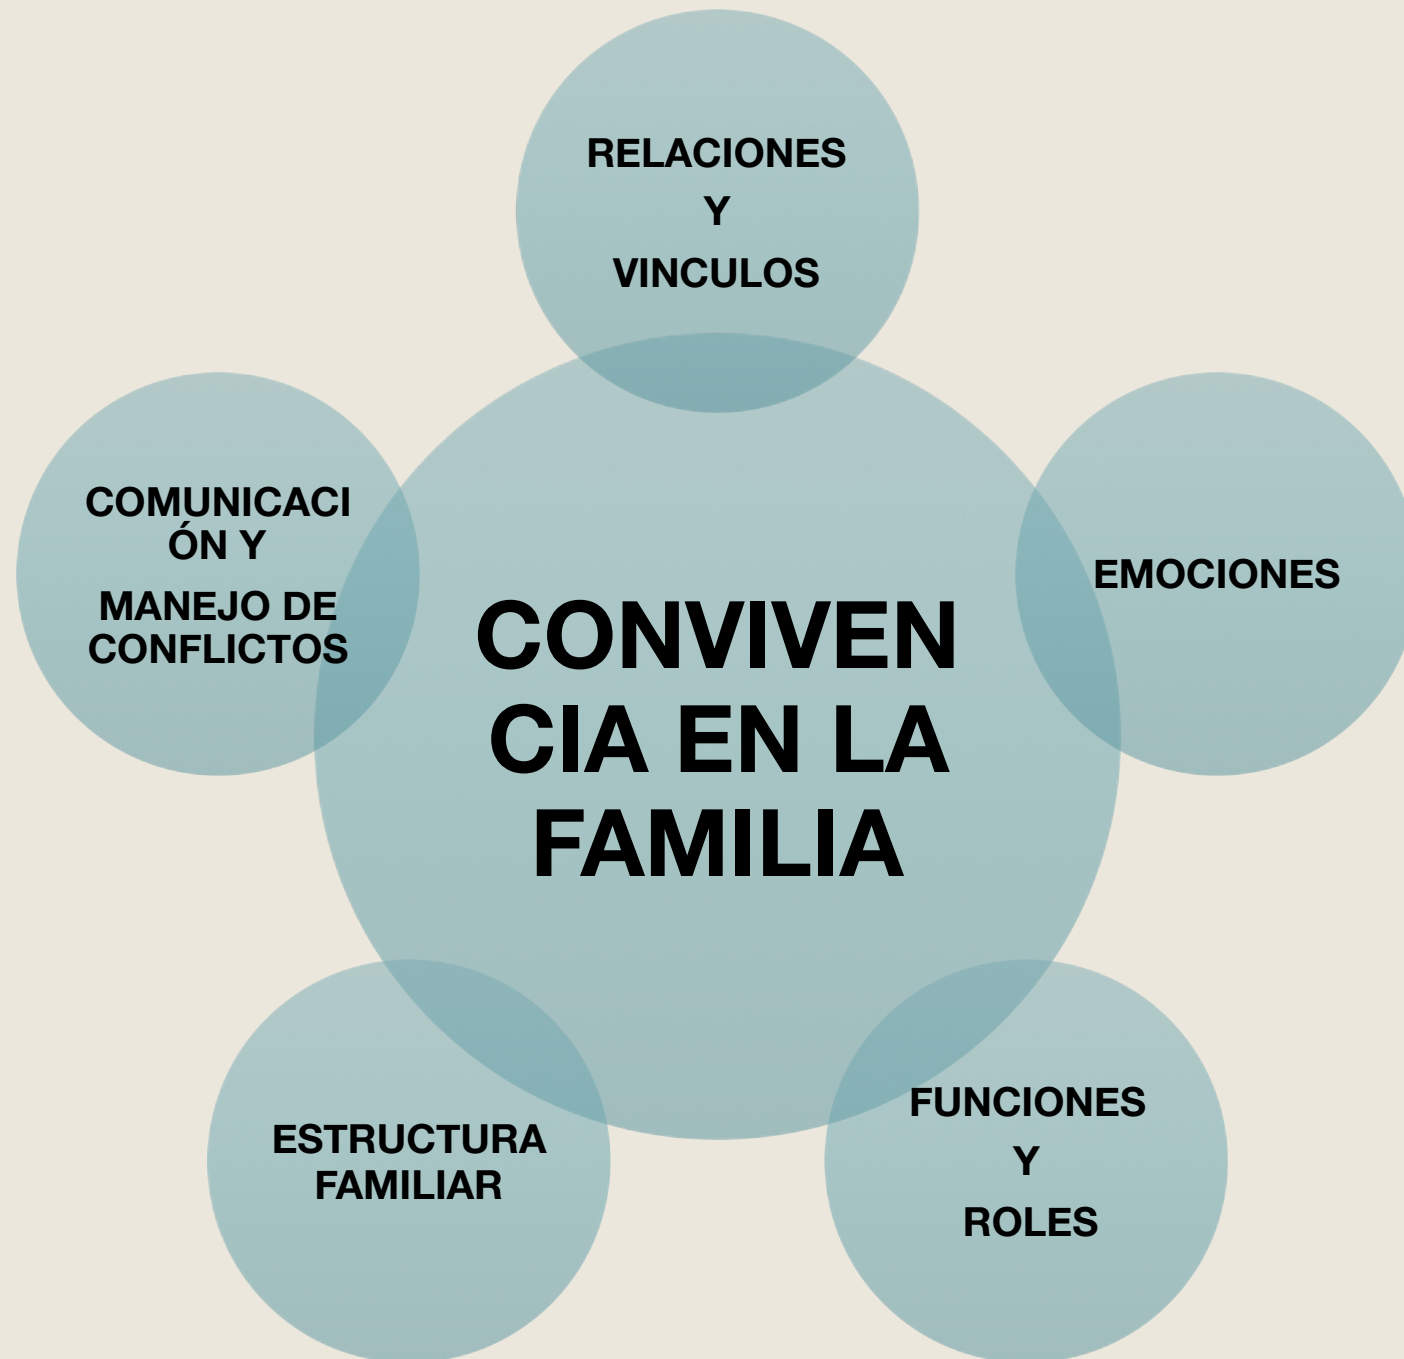 RELACIONES
Y
VINCULOS
COMUNICACI
ÓN Y
MANEJO DE
CONFLICTOS
EMOCIONES
CONVIVEN
CIA EN LA
FAMILIA
ESTRUCTURA
FAMILIAR
FUNCIONES
Y
ROLES